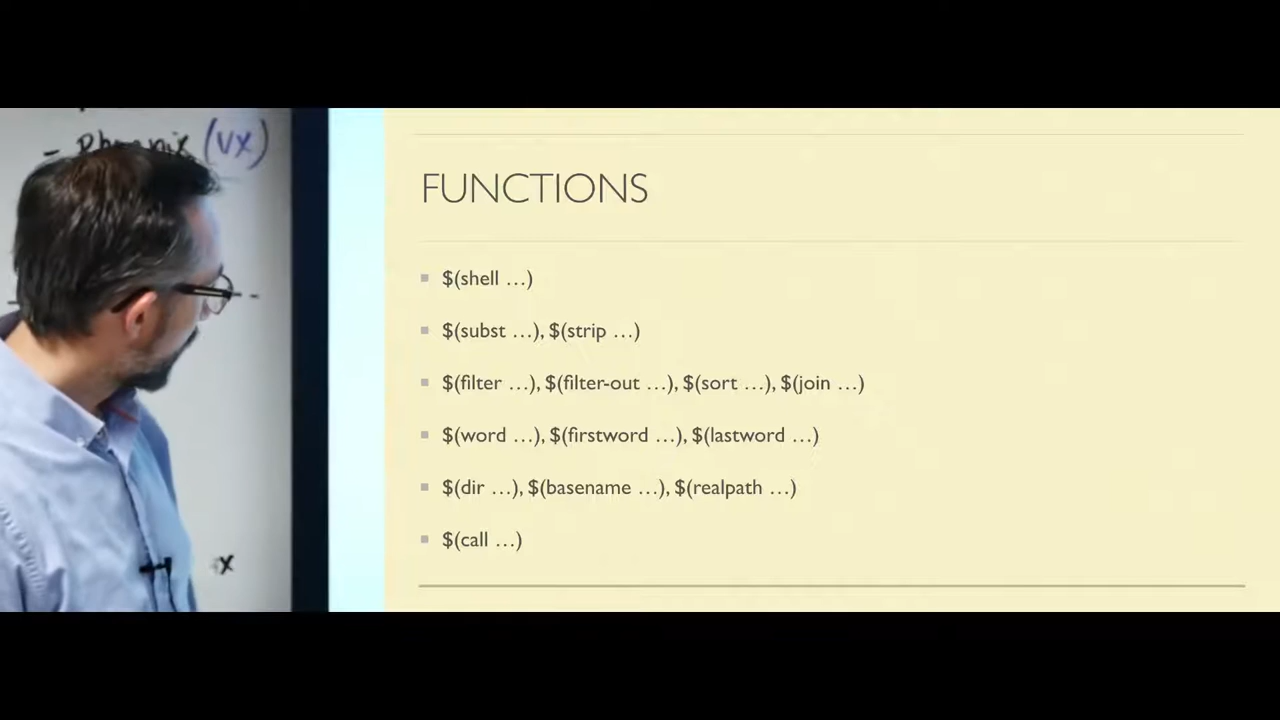 (VX)
FUNCTIONS
$(shell …)
$(subst …), $(strip …)
$(filter …), $(filter-out …), $(sort …), $(join …)
$(word …), $(firstword …), $(lastword …)
$(dir …), $(basename …), $(realpath …)
$(call …)